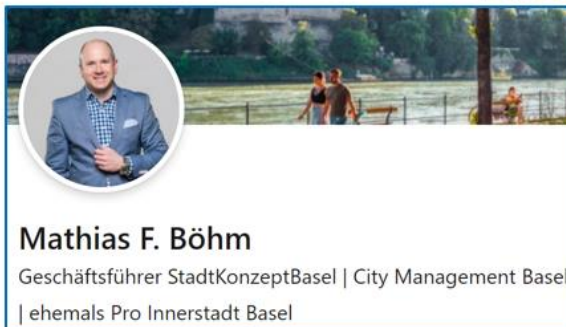 Mathias F. Böhm
Geschäftsführer StadtKonzeptBasel | City Management Basel
| ehemals Pro Innerstadt Basel